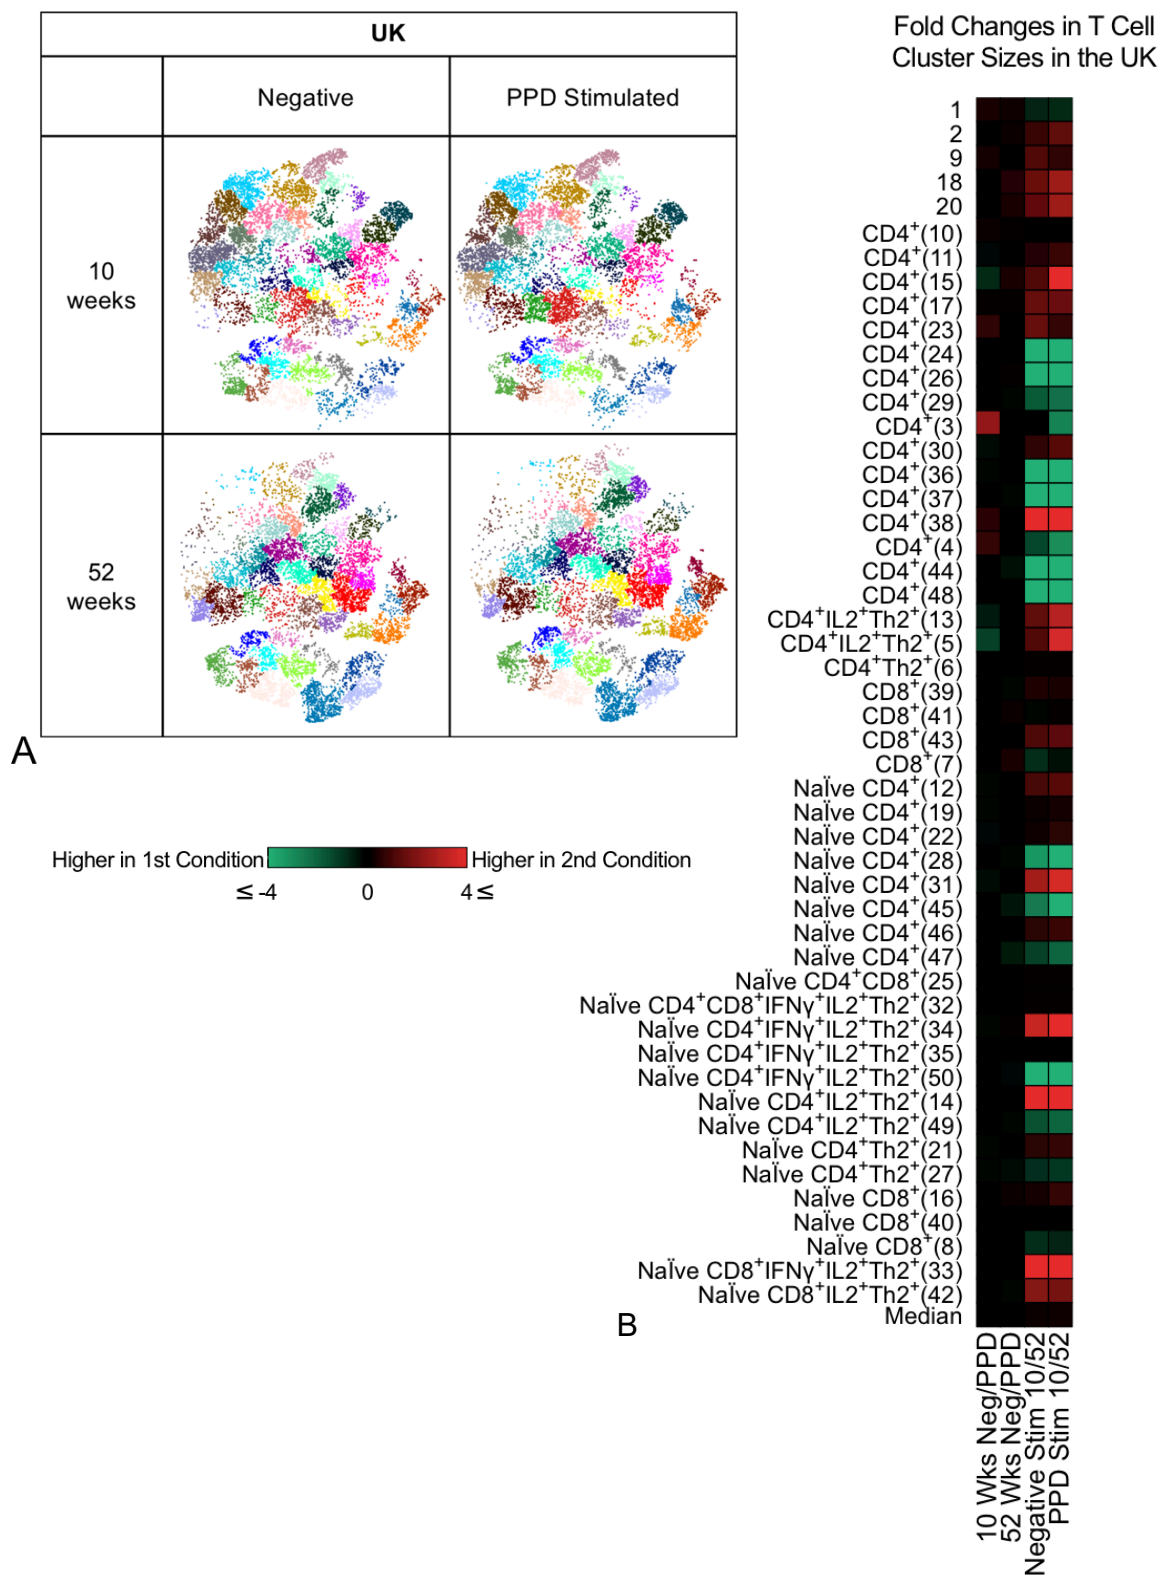 UK
Negative
PPD Stimulated
10
weeks
52
weeks
A
Higher in 1st Condition
Higher in 2nd Condition
≤ -4
0
4 ≤
Fold Changes in T Cell
Cluster Sizes in the UK
1
2
9
18
20
CD4⁺(10)
CD4⁺(11)
CD4⁺(15)
CD4⁺(17)
CD4⁺(23)
CD4⁺(24)
CD4⁺(26)
CD4⁺(29)
CD4⁺(3)
CD4⁺(30)
CD4⁺(36)
CD4⁺(37)
CD4⁺(38)
CD4⁺(4)
CD4⁺(44)
CD4⁺(48)
CD4⁺IL2⁺Th2⁺(13)
CD4⁺IL2⁺Th2⁺(5)
CD4⁺Th2⁺(6)
CD8⁺(39)
CD8⁺(41)
CD8⁺(43)
CD8⁺(7)
NaÏve CD4⁺(12)
NaÏve CD4⁺(19)
NaÏve CD4⁺(22)
NaÏve CD4⁺(28)
NaÏve CD4⁺(31)
NaÏve CD4⁺(45)
NaÏve CD4⁺(46)
NaÏve CD4⁺(47)
NaÏve CD4⁺CD8⁺(25)
NaÏve CD4⁺CD8⁺IFNγ⁺IL2⁺Th2⁺(32)
NaÏve CD4⁺IFNγ⁺IL2⁺Th2⁺(34)
NaÏve CD4⁺IFNγ⁺IL2⁺Th2⁺(35)
NaÏve CD4⁺IFNγ⁺IL2⁺Th2⁺(50)
NaÏve CD4⁺IL2⁺Th2⁺(14)
NaÏve CD4⁺IL2⁺Th2⁺(49)
NaÏve CD4⁺Th2⁺(21)
NaÏve CD4⁺Th2⁺(27)
NaÏve CD8⁺(16)
NaÏve CD8⁺(40)
NaÏve CD8⁺(8)
NaÏve CD8⁺IFNγ⁺IL2⁺Th2⁺(33)
NaÏve CD8⁺IL2⁺Th2⁺(42)
Median
B
10 Wks Neg/PPD
52 Wks Neg/PPD
Negative Stim 10/52
PPD Stim 10/52